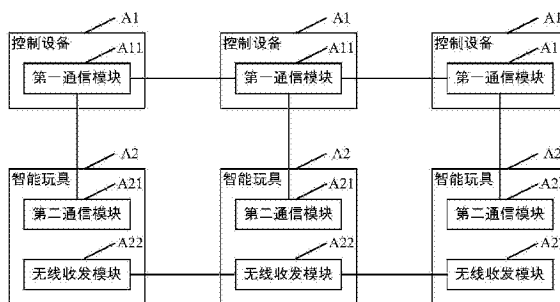 A1 A1 A1
控制设备 控制设备 控制设备
A11 A11 A1
第一通信模块 第一通信模块 第一通信模块
A2 A2 A2
智能玩具 智能玩具 智能玩具
A21 A21 A2
第二通信模块 第二通信模块 第二通信模块
A22 A22 A2
无线收发模块 无线收发模块 无线收发模块